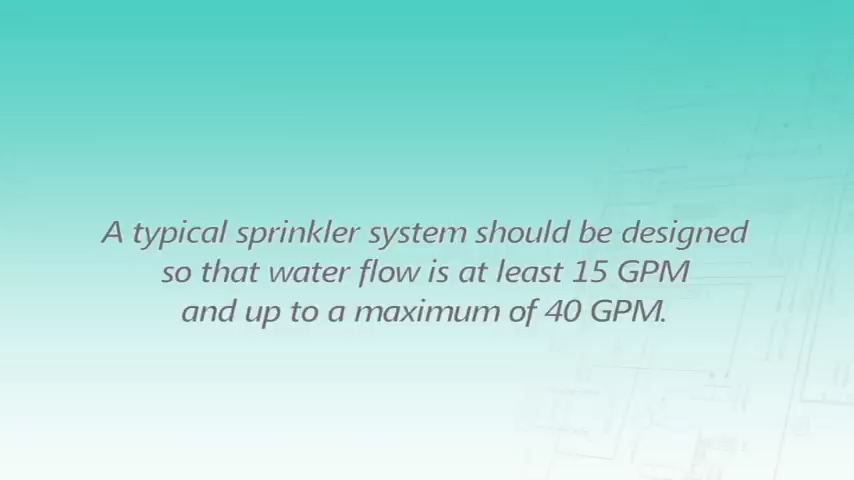 A typical sprinkler system should be designed
so that water flow is at least 15 GPM
and up to a maximum of 40 GPM.